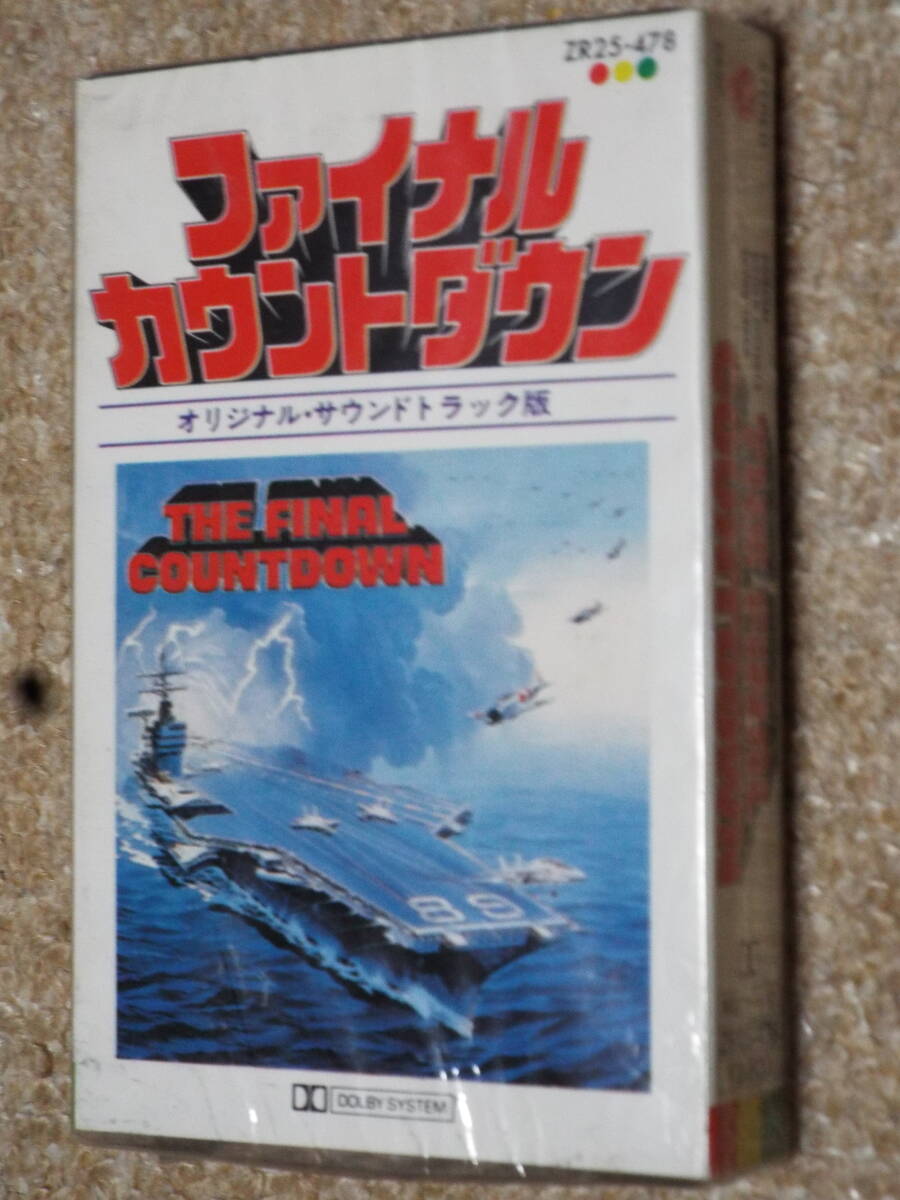 ZR25-478
ファイナル
カウントダウン
オリジナル・サウンドトラック版
THE FINAL
COUNTDOWN
DOLBY SYSTEM